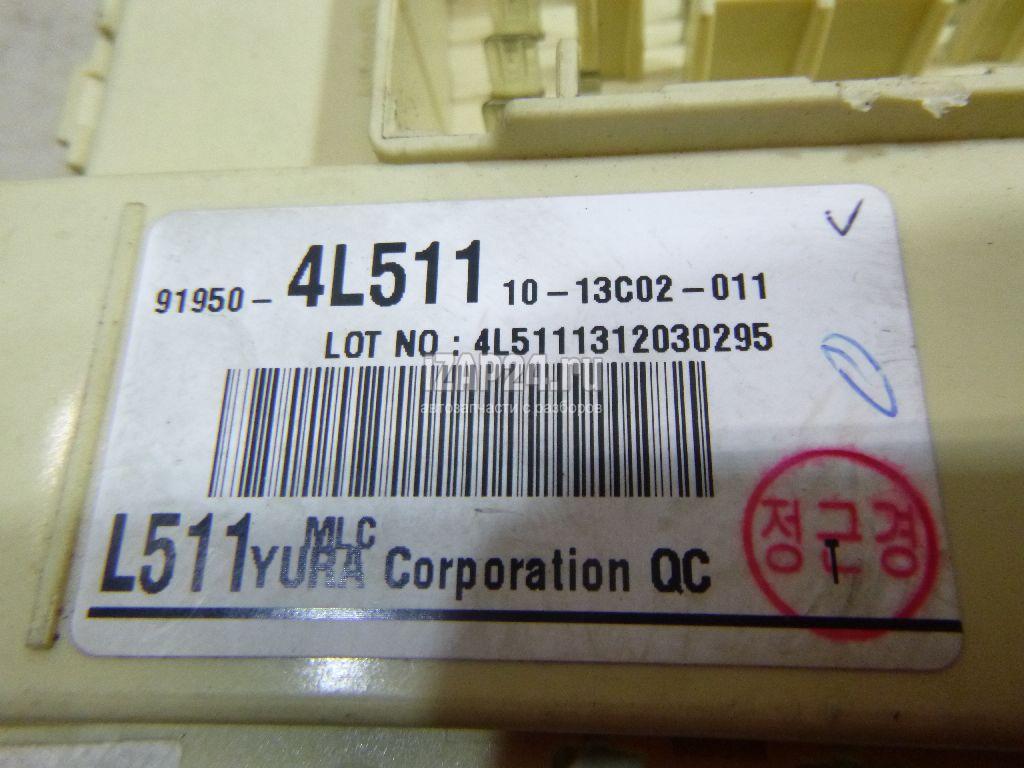 91950- 4L511 10-13C02-011
LOT NO : 4L5111312030295
iZAP24.ru
автозапчасти с разборов
MLC
L511 YURA Corporation QC
정근경
T